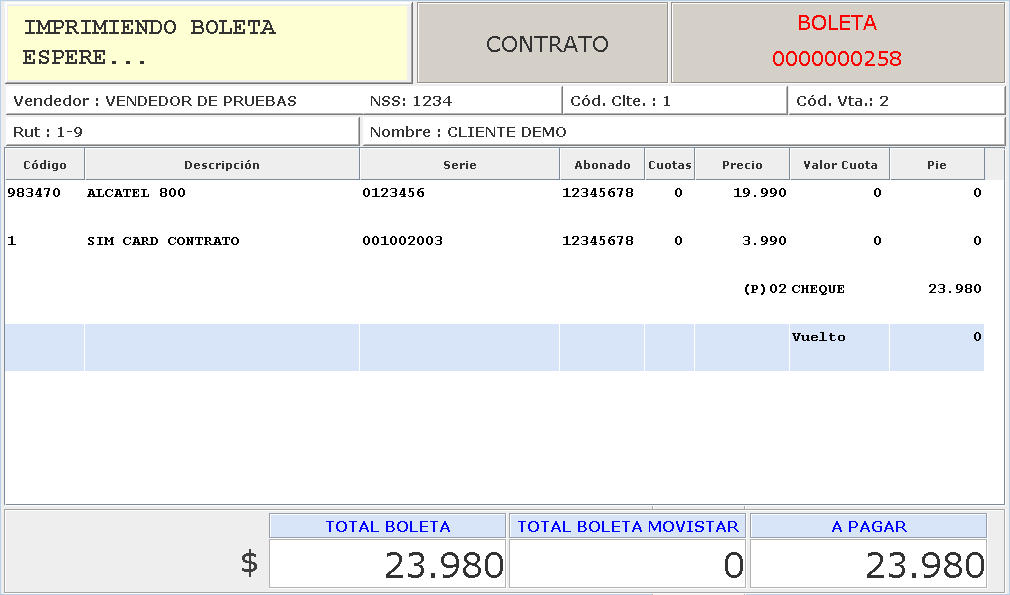 IMPRIMIENDO BOLETA
ESPERE...
CONTRATO
BOLETA
0000000258
Vendedor : VENDEDOR DE PRUEBAS NSS: 1234 Cód. Clte. : 1 Cód. Vta.: 2
Rut : 1-9 Nombre : CLIENTE DEMO
Código Descripción Serie Abonado Cuotas Precio Valor Cuota Pie
983470 ALCATEL 800 0123456 12345678 0 19.990 0 0
1 SIM CARD CONTRATO 001002003 12345678 0 3.990 0 0
(P)02 CHEQUE 23.980
Vuelto 0
TOTAL BOLETA TOTAL BOLETA MOVISTAR A PAGAR
$ 23.980 0 23.980